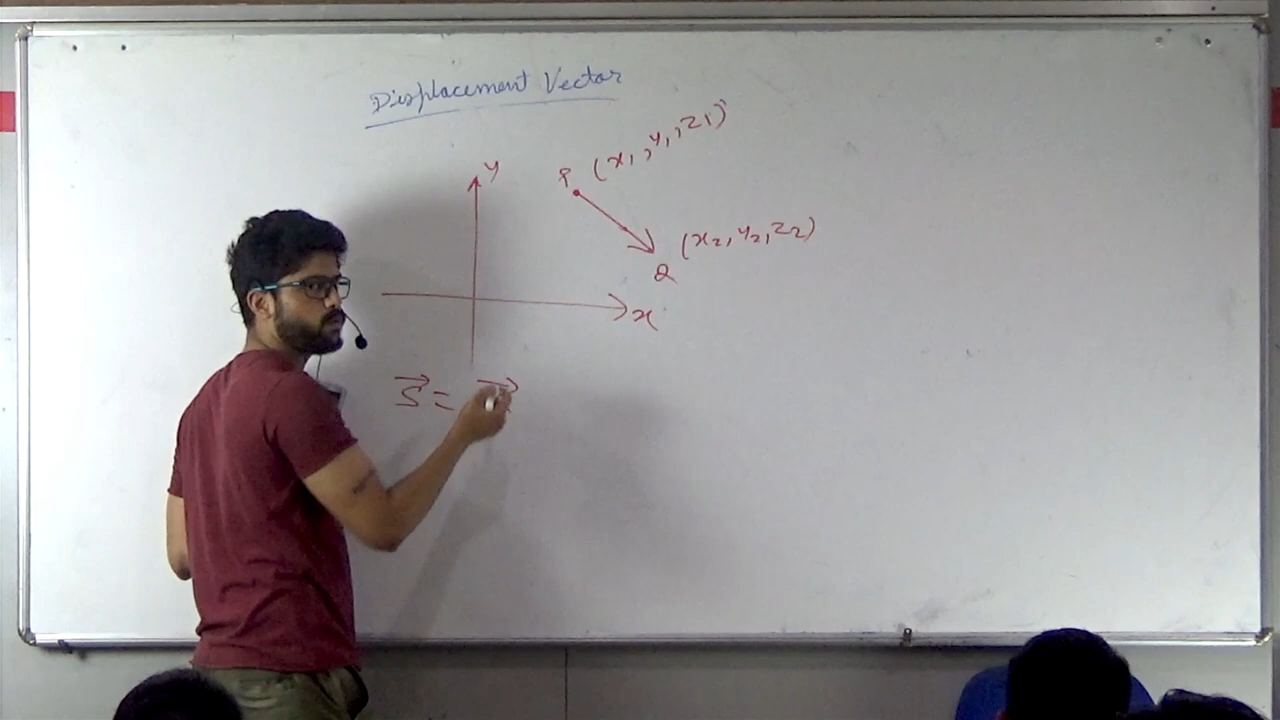 Displacement Vector
y
P (x₁, y₁, z₁)
Q (x₂, y₂, z₂)
x
S⃗ =